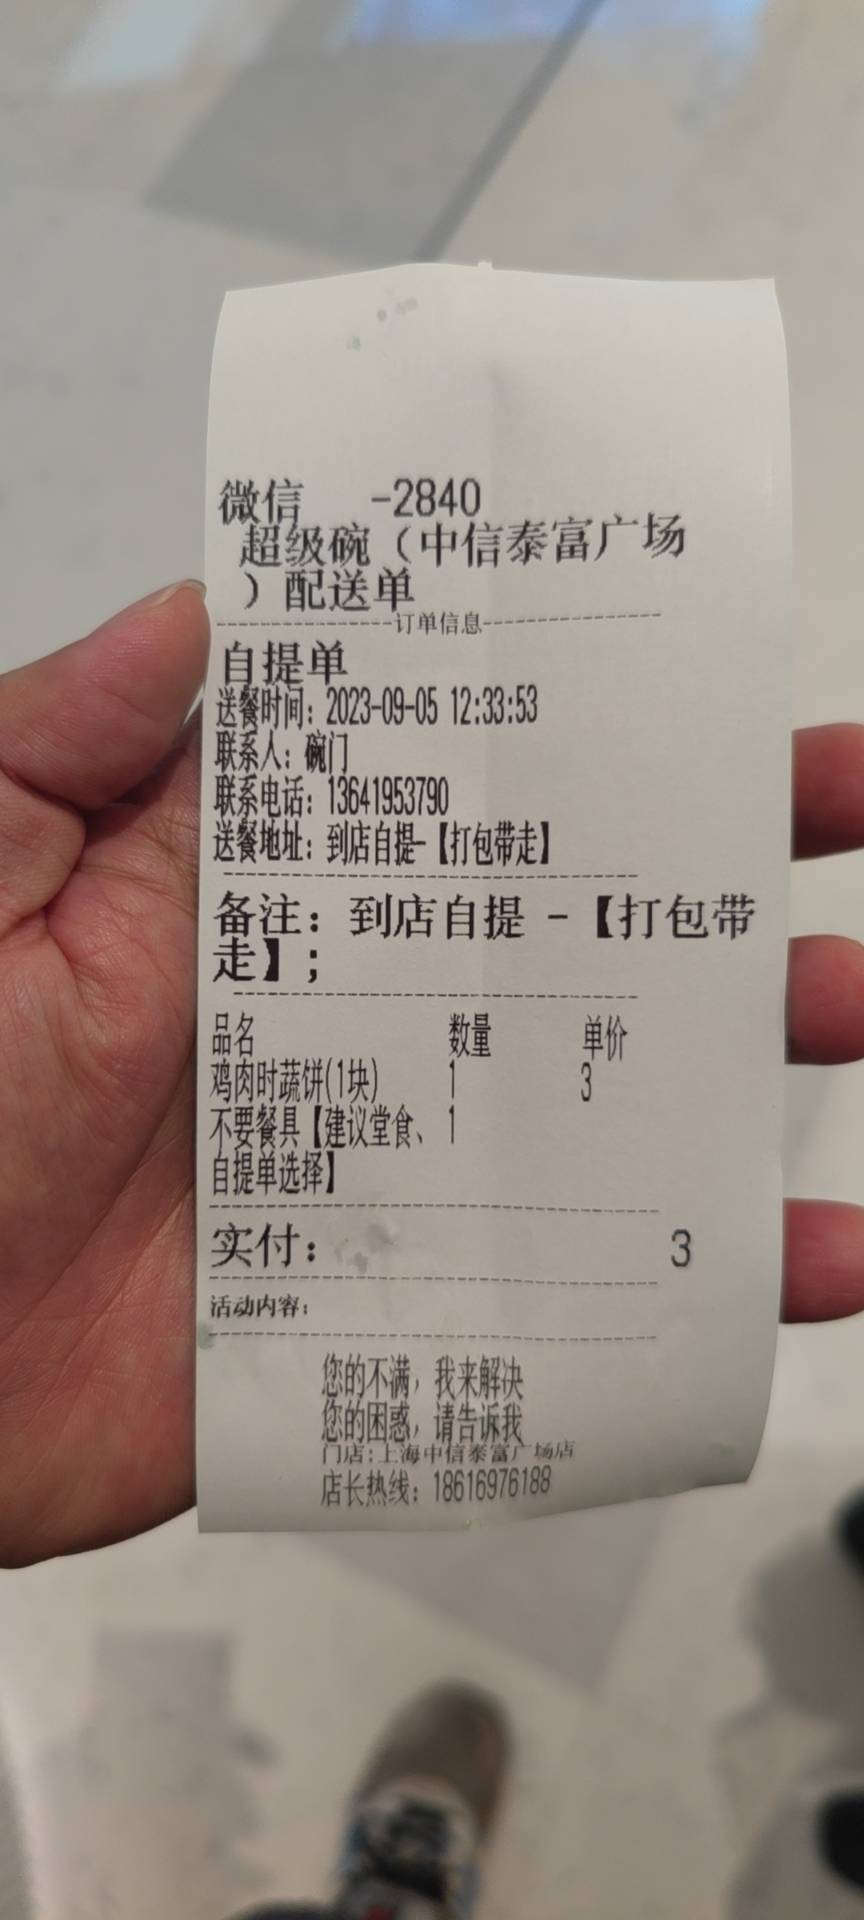 微信 -2840
超级碗（中信泰富广场
）配送单
订单信息
自提单
送餐时间：2023-09-05 12:33:53
联系人：碗门
联系电话：13641953790
送餐地址：到店自提-【打包带走】
备注：到店自提 -【打包带
走】;
品名 数量 单价
鸡肉时蔬饼(1块) 1 3
不要餐具【建议堂食、 1
自提单选择】
实付： 3
活动内容：
您的不满，我来解决
您的困惑，请告诉我
门店:上海中信泰富广场店
店长热线：18616976188